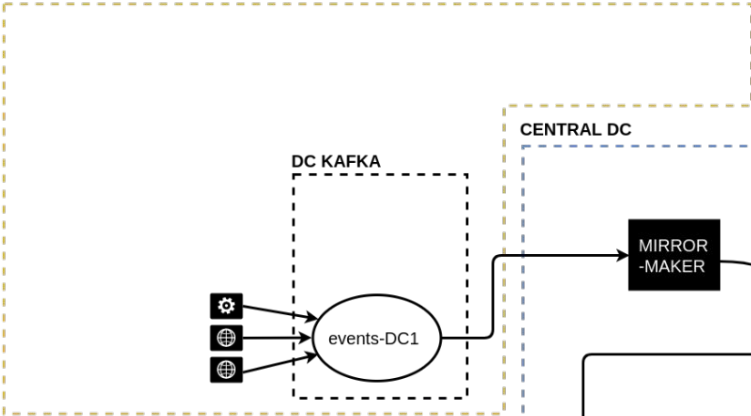 CENTRAL DC
DC KAFKA
MIRROR
-MAKER
events-DC1